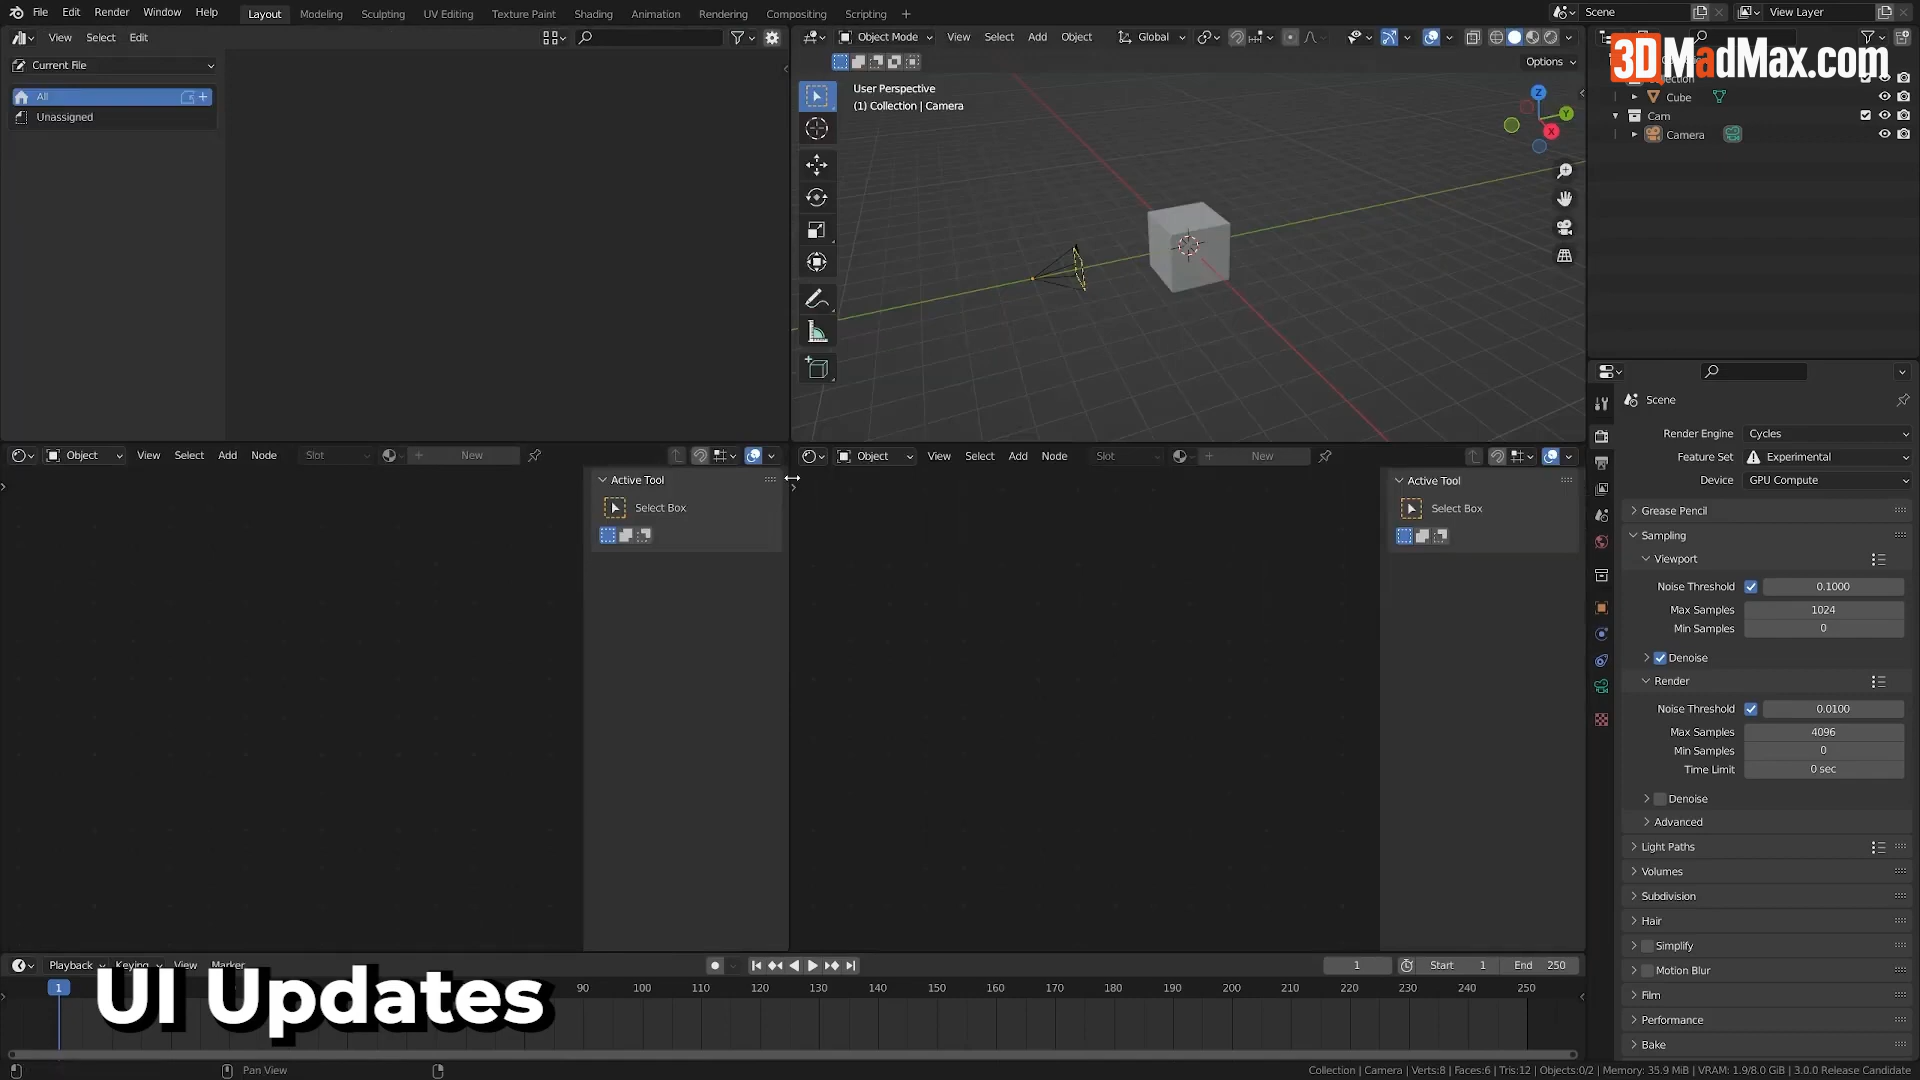 File Edit Render Window Help Layout Modeling Sculpting UV Editing Texture Paint Shading Animation Rendering Compositing Scripting + Scene View Layer
View Select Edit
Object Mode View Select Add Object Global
3DMadMax.com
Current File
Options
All
Unassigned
User Perspective
(1) Collection | Camera
Z
Y
X
Cube
Cam
Camera
Scene
Render Engine Cycles
Feature Set Experimental
Device GPU Compute
Grease Pencil
Sampling
Viewport
Noise Threshold 0.1000
Max Samples 1024
Min Samples 0
Denoise
Render
Noise Threshold 0.0100
Max Samples 4096
Min Samples 0
Time Limit 0 sec
Denoise
Advanced
Light Paths
Volumes
Subdivision
Hair
Simplify
Motion Blur
Film
Performance
Bake
Object View Select Add Node Slot + New
Active Tool
Select Box
Object View Select Add Node Slot + New
Active Tool
Select Box
Playback Keying View Marker 1 Start 1 End 250
1 90 100 110 120 130 140 150 160 170 180 190 200 210 220 230 240 250
UI Updates
Pan View
Collection | Camera | Verts:8 | Faces:6 | Tris:12 | Objects:0/2 | Memory: 35.9 MiB | VRAM: 1.9/8.0 GiB | 3.0.0 Release Candidate